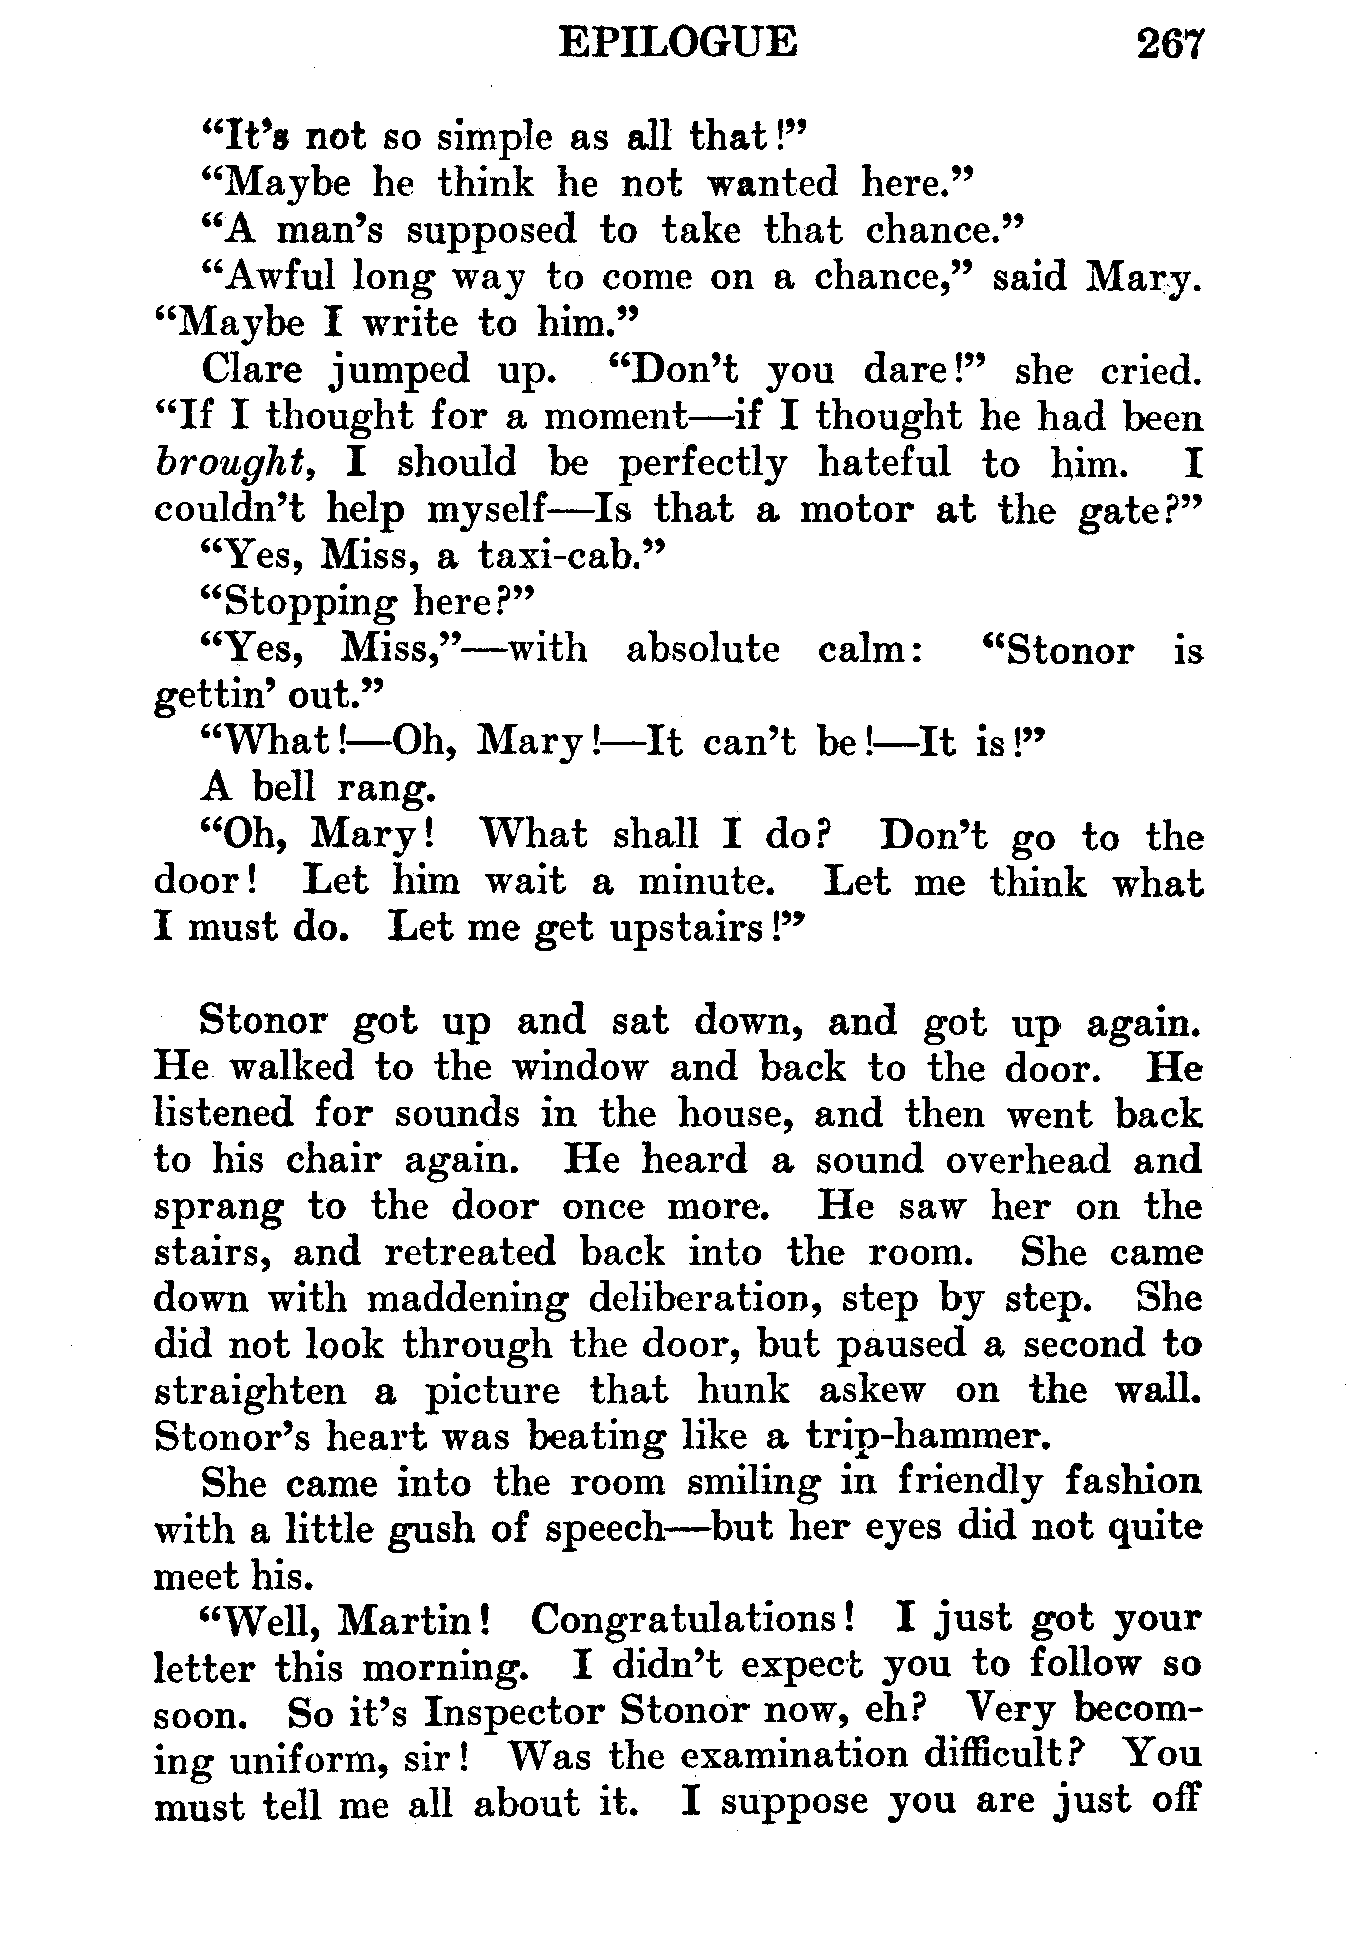 EPILOGUE 267
“It’s not so simple as all that!”
“Maybe he think he not wanted here.”
“A man’s supposed to take that chance.”
“Awful long way to come on a chance,” said Mary.
“Maybe I write to him.”
Clare jumped up. “Don’t you dare!” she cried.
“If I thought for a moment—if I thought he had been
brought, I should be perfectly hateful to him. I
couldn’t help myself—Is that a motor at the gate?”
“Yes, Miss, a taxi-cab.”
“Stopping here?”
“Yes, Miss,”—with absolute calm: “Stonor is
gettin’ out.”
“What!—Oh, Mary!—It can’t be!—It is!”
A bell rang.
“Oh, Mary! What shall I do? Don’t go to the
door! Let him wait a minute. Let me think what
I must do. Let me get upstairs!”
Stonor got up and sat down, and got up again.
He walked to the window and back to the door. He
listened for sounds in the house, and then went back
to his chair again. He heard a sound overhead and
sprang to the door once more. He saw her on the
stairs, and retreated back into the room. She came
down with maddening deliberation, step by step. She
did not look through the door, but paused a second to
straighten a picture that hunk askew on the wall.
Stonor’s heart was beating like a trip-hammer.
She came into the room smiling in friendly fashion
with a little gush of speech—but her eyes did not quite
meet his.
“Well, Martin! Congratulations! I just got your
letter this morning. I didn’t expect you to follow so
soon. So it’s Inspector Stonor now, eh? Very becom-
ing uniform, sir! Was the examination difficult? You
must tell me all about it. I suppose you are just off